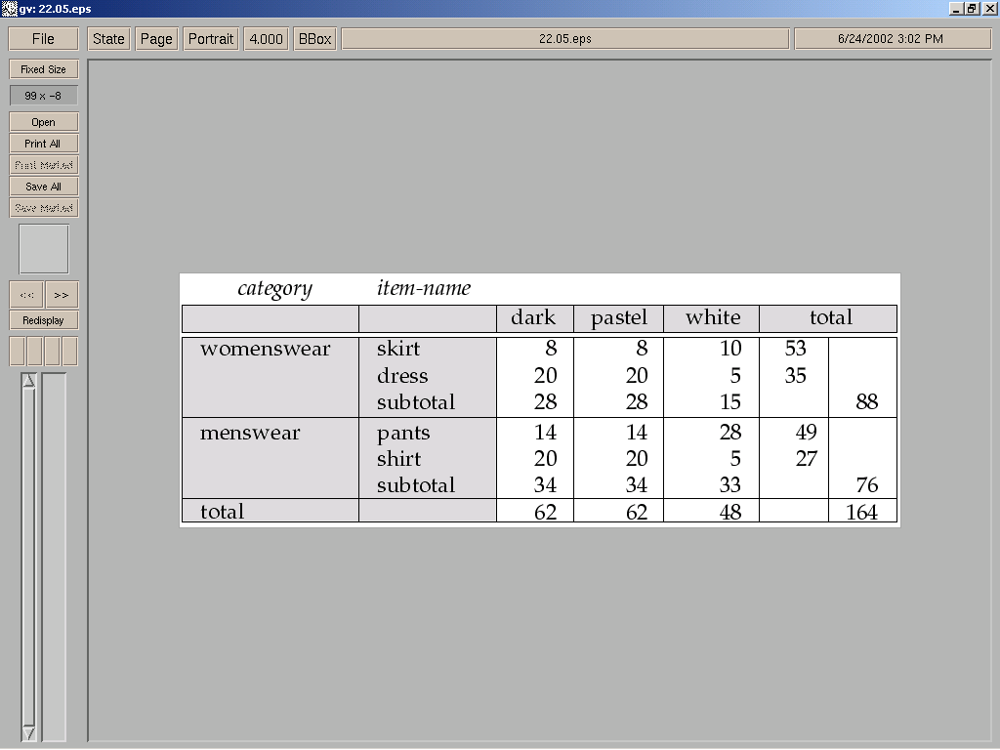 gv: 22.05.eps
File State Page Portrait 4.000 BBox 22.05.eps 6/24/2002 3:02 PM
Fixed Size
99 x -8
Open
Print All
Print Marked
Save All
Save Marked
<< >>
Redisplay
category item-name
dark pastel white total
womenswear skirt 8 8 10 53
dress 20 20 5 35
subtotal 28 28 15 88
menswear pants 14 14 28 49
shirt 20 20 5 27
subtotal 34 34 33 76
total 62 62 48 164